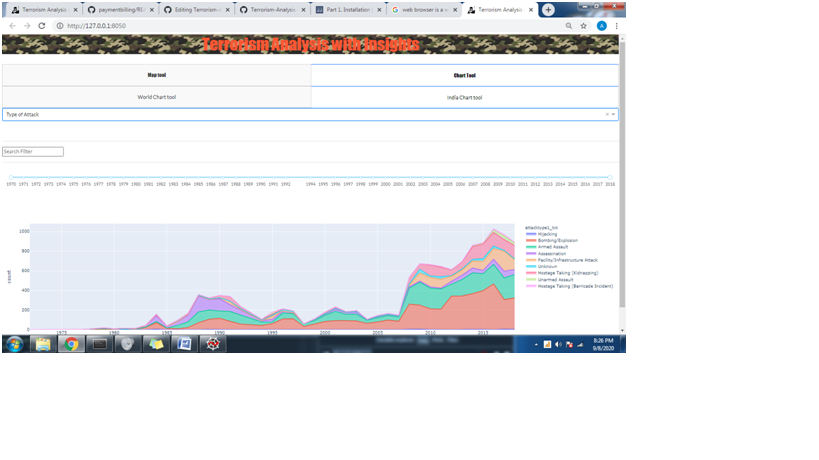 Terrorism Analysis
paymentbilling/RE
Editing Terrorism-
Terrorism-Analysis
Part 1. Installation
web browser is a
Terrorism Analysis
http://127.0.0.1:8050
Terrorism Analysis with Insights
Map tool
Chart Tool
World Chart tool
India Chart tool
Type of Attack
Search Filter
1970 1971 1972 1973 1974 1975 1976 1977 1978 1979 1980 1981 1982 1983 1984 1985 1986 1987 1988 1989 1990 1991 1992 1994 1995 1996 1997 1998 1999 2000 2001 2002 2003 2004 2005 2006 2007 2008 2009 2010 2011 2012 2013 2014 2015 2016 2017 2018
attacktype1_txt
Hijacking
Bombing/Explosion
Armed Assault
Assassination
Facility/Infrastructure Attack
Unknown
Hostage Taking (Kidnapping)
Unarmed Assault
Hostage Taking (Barricade Incident)
count
1000
800
600
400
200
0
1975 1980 1985 1990 1995 2000 2005 2010 2015
8:26 PM
9/8/2020